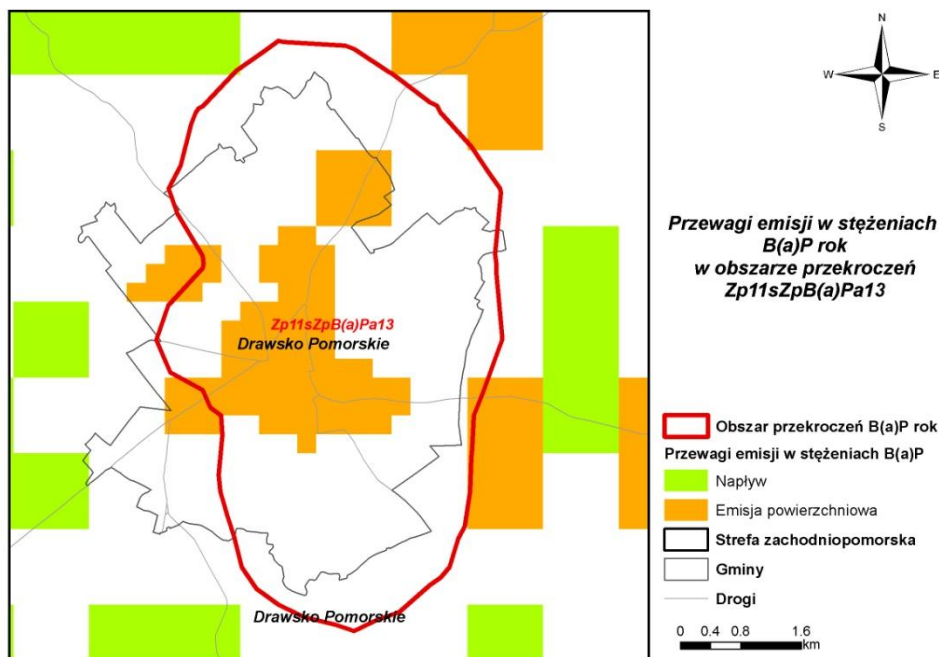 Zp11sZpB(a)Pa13
Drawsko Pomorskie
Drawsko Pomorskie
N
W
E
S
Przewagi emisji w stężeniach
B(a)P rok
w obszarze przekroczeń
Zp11sZpB(a)Pa13
Obszar przekroczeń B(a)P rok
Przewagi emisji w stężeniach B(a)P
Napływ
Emisja powierzchniowa
Strefa zachodniopomorska
Gminy
Drogi
0 0.4 0.8 1.6
km